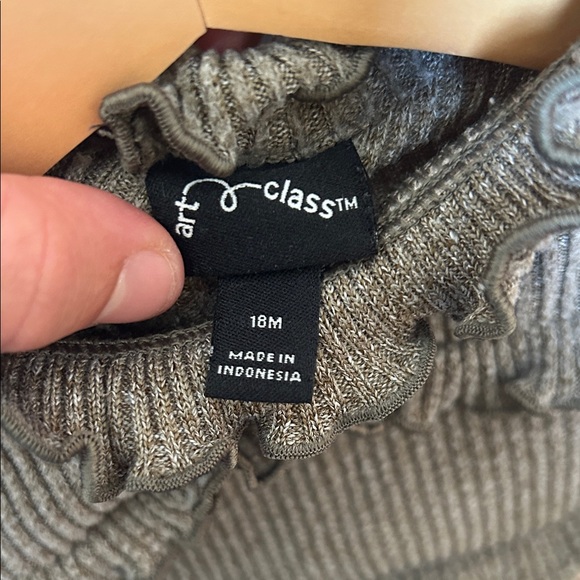 art class™
18M
MADE IN
INDONESIA